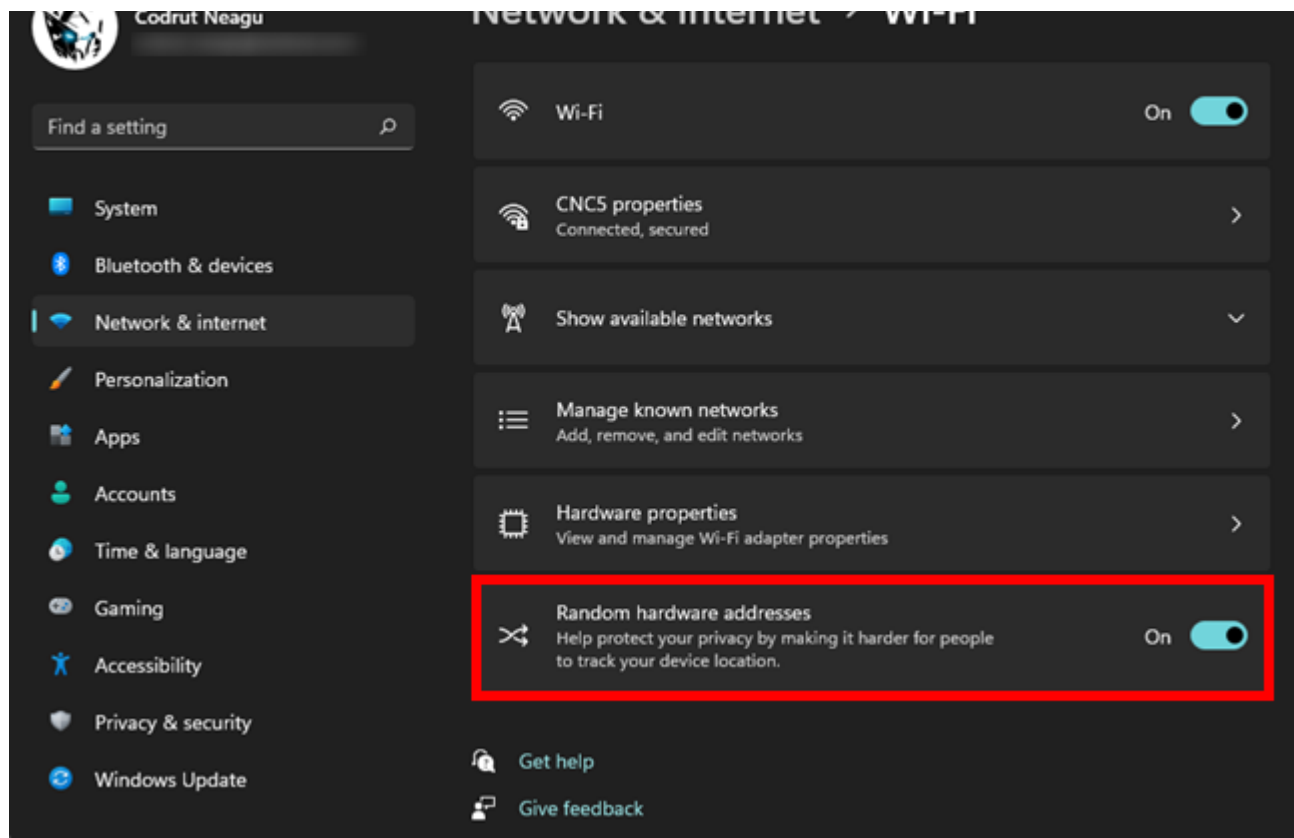 Codrut Neagu
Network & internet > Wi-Fi
Find a setting
System
Bluetooth & devices
Network & internet
Personalization
Apps
Accounts
Time & language
Gaming
Accessibility
Privacy & security
Windows Update
Wi-Fi
On
CNC5 properties
Connected, secured
Show available networks
Manage known networks
Add, remove, and edit networks
Hardware properties
View and manage Wi-Fi adapter properties
Random hardware addresses
Help protect your privacy by making it harder for people
to track your device location.
On
Get help
Give feedback